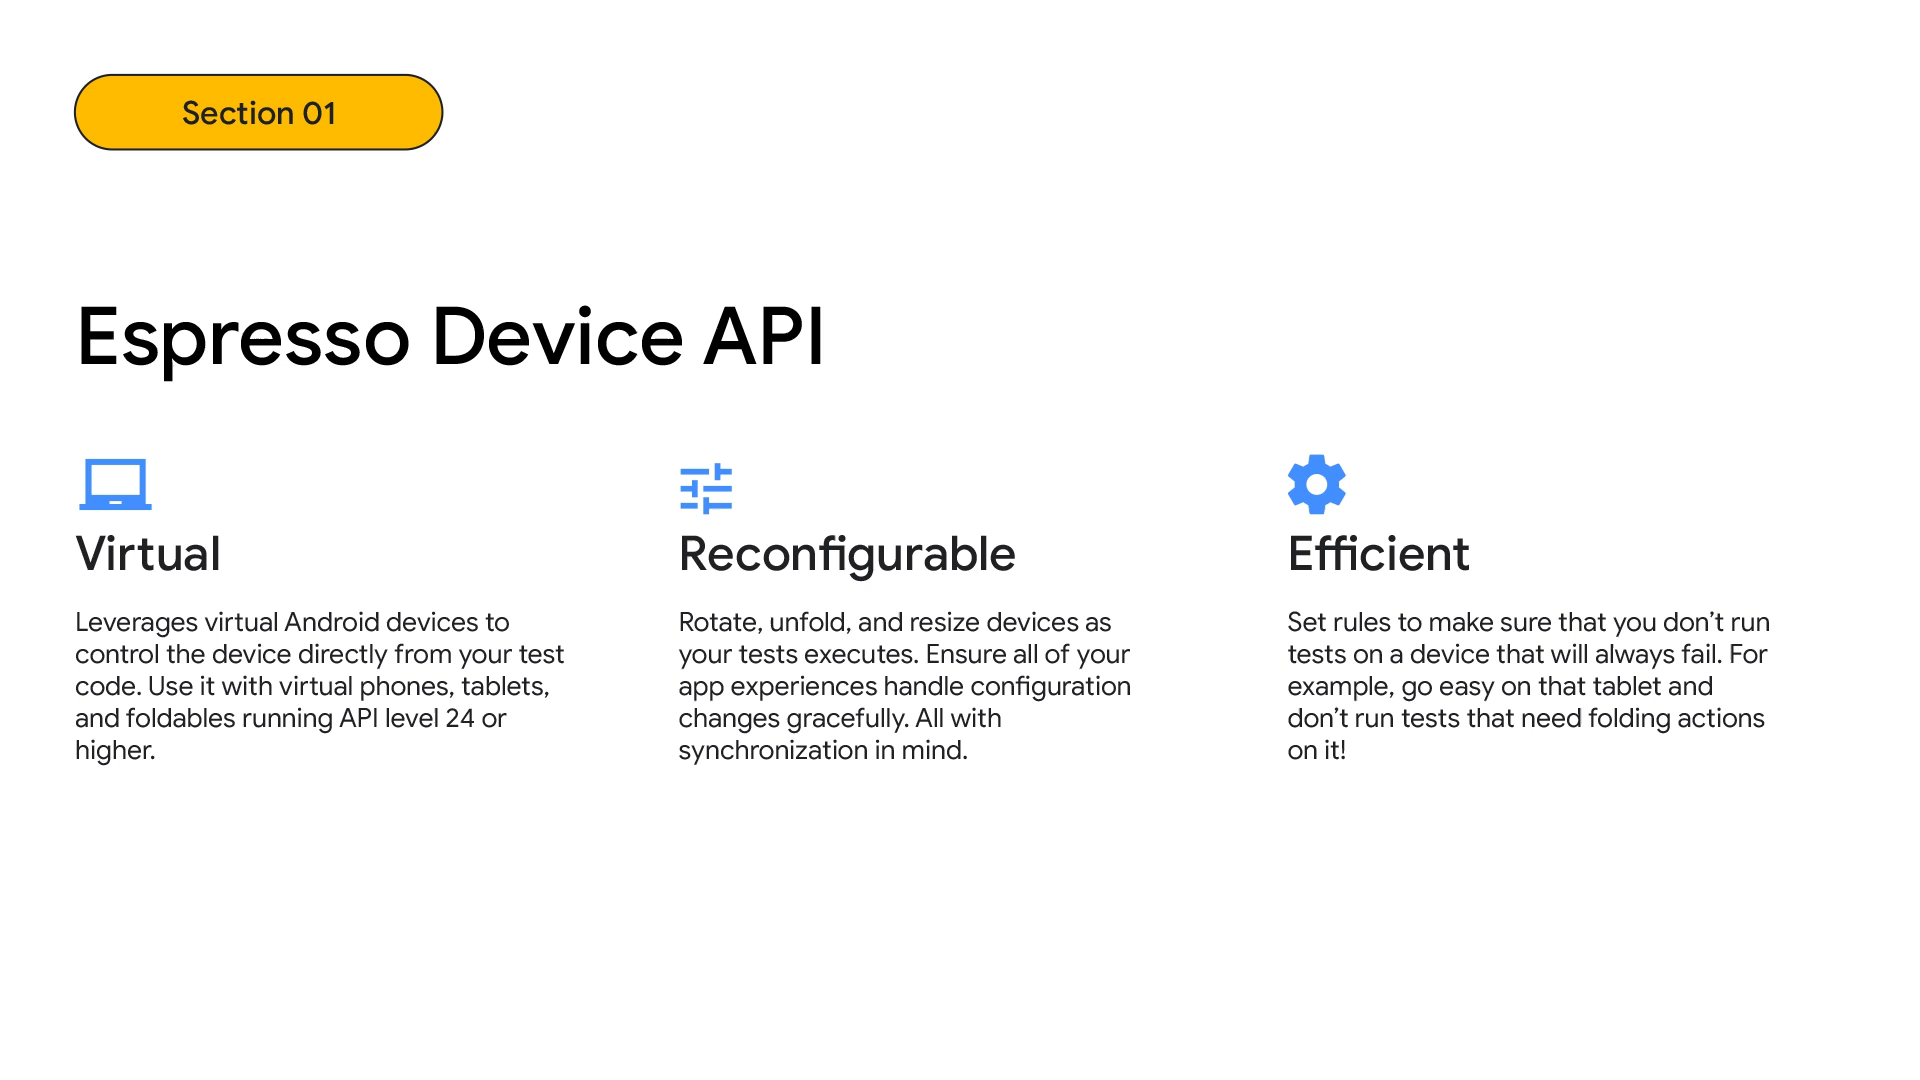 Section 01
Espresso Device API
Virtual
Leverages virtual Android devices to
control the device directly from your test
code. Use it with virtual phones, tablets,
and foldables running API level 24 or
higher.
Reconfigurable
Rotate, unfold, and resize devices as
your tests executes. Ensure all of your
app experiences handle configuration
changes gracefully. All with
synchronization in mind.
Efficient
Set rules to make sure that you don’t run
tests on a device that will always fail. For
example, go easy on that tablet and
don’t run tests that need folding actions
on it!